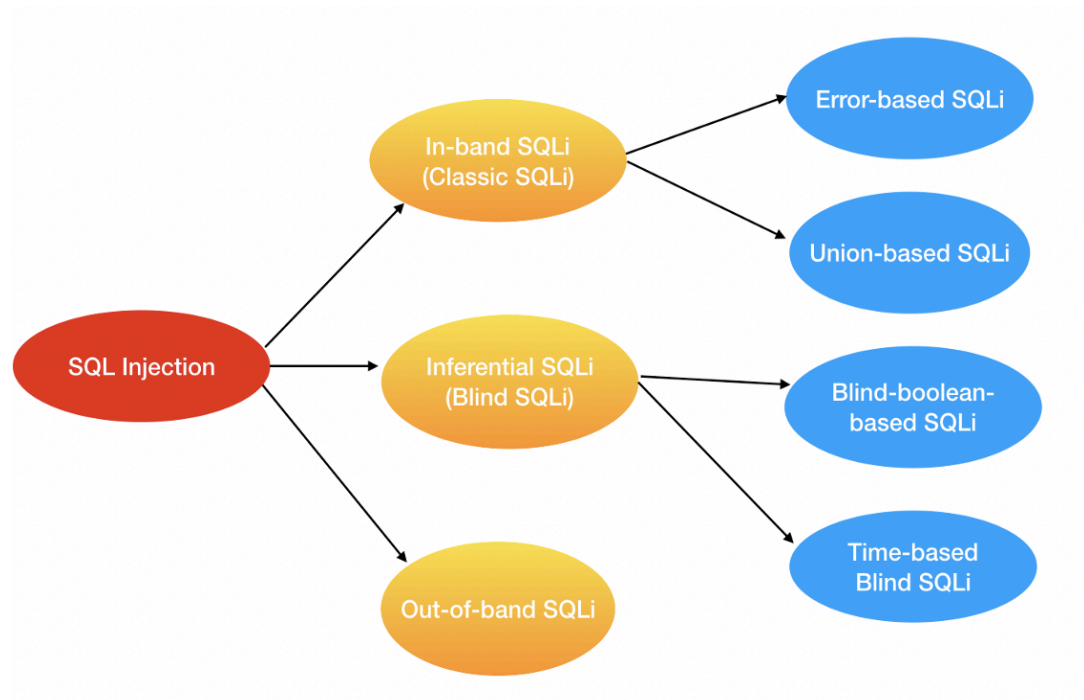 SQL Injection
In-band SQLi
(Classic SQLi)
Error-based SQLi
Union-based SQLi
Inferential SQLi
(Blind SQLi)
Blind-boolean-
based SQLi
Time-based
Blind SQLi
Out-of-band SQLi